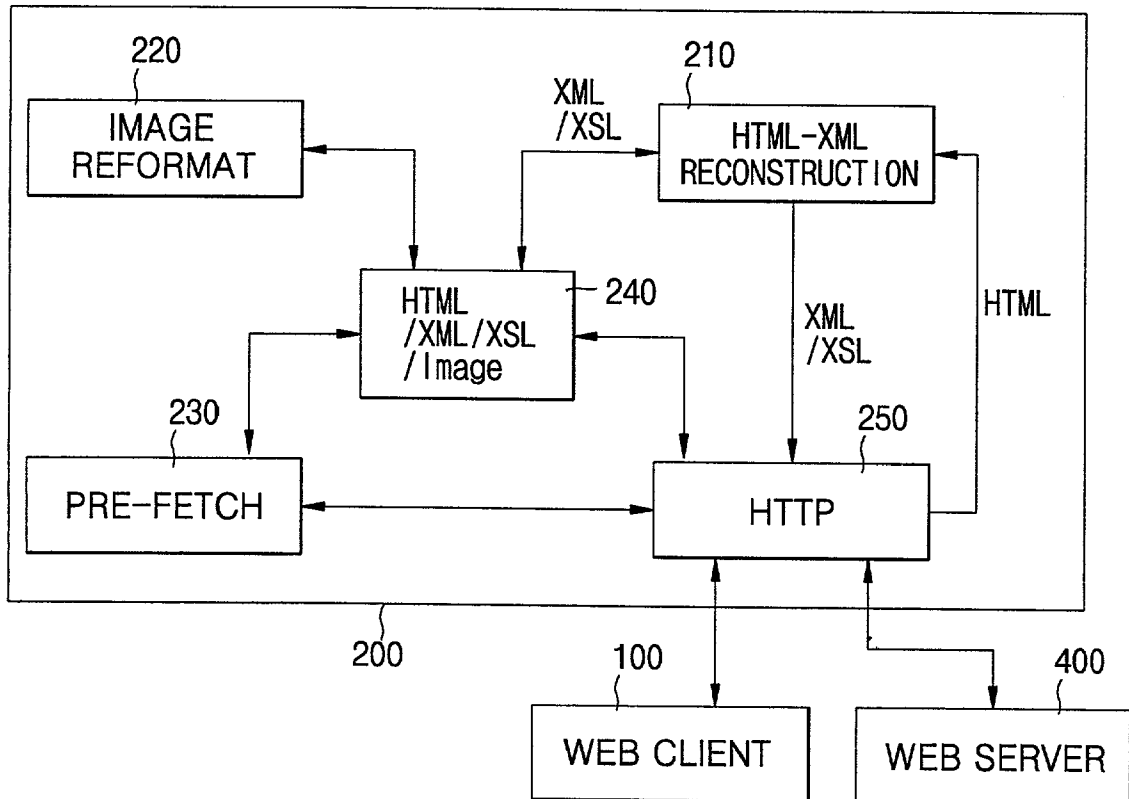 220
IMAGE
REFORMAT
XML
/XSL
210
HTML-XML
RECONSTRUCTION
240
HTML
/XML/XSL
/Image
XML
/XSL
HTML
230
PRE-FETCH
250
HTTP
200
100
WEB CLIENT
400
WEB SERVER